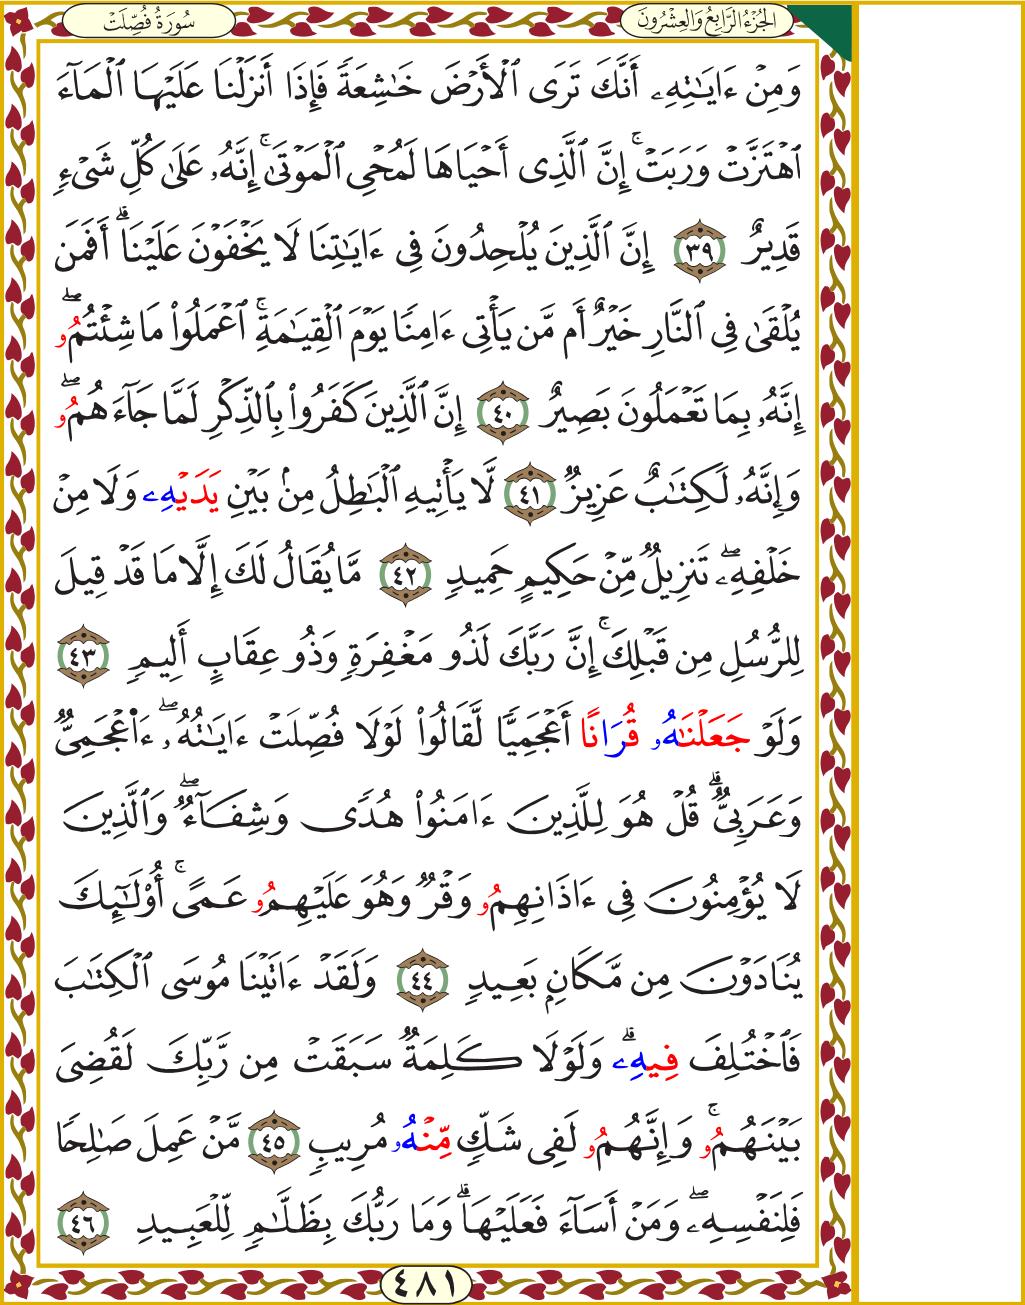 الجُزْءُ الرَّابِعُ وَالعِشْرُونَ
سُورَةُ فُصِّلَتْ
وَمِنْ ءَايَٰتِهِۦ أَنَّكَ تَرَى ٱلْأَرْضَ خَٰشِعَةً فَإِذَا أَنزَلْنَا عَلَيْهَا ٱلْمَآءَ
ٱهْتَزَّتْ وَرَبَتْ ۚ إِنَّ ٱلَّذِى أَحْيَاهَا لَمُحْىِ ٱلْمَوْتَىٰ ۚ إِنَّهُۥ عَلَىٰ كُلِّ شَىْءٍ
قَدِيرٌ ٣٩ إِنَّ ٱلَّذِينَ يُلْحِدُونَ فِى ءَايَٰتِنَا لَا يَخْفَوْنَ عَلَيْنَا ۗ أَفَمَن
يُلْقَىٰ فِى ٱلنَّارِ خَيْرٌ أَم مَّن يَأْتِى ءَامِنًا يَوْمَ ٱلْقِيَٰمَةِ ۚ ٱعْمَلُوا۟ مَا شِئْتُمُۥ ۖ
إِنَّهُۥ بِمَا تَعْمَلُونَ بَصِيرٌ ٤٠ إِنَّ ٱلَّذِينَ كَفَرُوا۟ بِٱلذِّكْرِ لَمَّا جَآءَهُمُۥ ۖ
وَإِنَّهُۥ لَكِتَٰبٌ عَزِيزٌ ٤١ لَّا يَأْتِيهِ ٱلْبَٰطِلُ مِنۢ بَيْنِ يَدَيْهِۦ وَلَا مِنْ
خَلْفِهِۦ ۖ تَنزِيلٌ مِّنْ حَكِيمٍ حَمِيدٍ ٤٢ مَّا يُقَالُ لَكَ إِلَّا مَا قَدْ قِيلَ
لِلرُّسُلِ مِن قَبْلِكَ ۚ إِنَّ رَبَّكَ لَذُو مَغْفِرَةٍ وَذُو عِقَابٍ أَلِيمٍ ٤٣
وَلَوْ جَعَلْنَٰهُۥ قُرَانًا أَعْجَمِيًّا لَّقَالُوا۟ لَوْلَا فُصِّلَتْ ءَايَٰتُهُۥ ۖ ءَا۬عْجَمِىٌّ
وَعَرَبِىٌّ ۗ قُلْ هُوَ لِلَّذِينَ ءَامَنُوا۟ هُدًى وَشِفَآءٌ ۖ وَٱلَّذِينَ
لَا يُؤْمِنُونَ فِى ءَاذَانِهِمُۥ وَقْرٌ وَهُوَ عَلَيْهِمُۥ عَمًى ۚ أُو۟لَٰٓئِكَ
يُنَادَوْنَ مِن مَّكَانٍۭ بَعِيدٍ ٤٤ وَلَقَدْ ءَاتَيْنَا مُوسَى ٱلْكِتَٰبَ
فَٱخْتُلِفَ فِيهِۦ ۗ وَلَوْلَا كَلِمَةٌ سَبَقَتْ مِن رَّبِّكَ لَقُضِىَ
بَيْنَهُمُۥ ۚ وَإِنَّهُمُۥ لَفِى شَكٍّ مِّنْهُۥ مُرِيبٍ ٤٥ مَّنْ عَمِلَ صَٰلِحًا
فَلِنَفْسِهِۦ ۖ وَمَنْ أَسَآءَ فَعَلَيْهَا ۗ وَمَا رَبُّكَ بِظَلَّٰمٍ لِّلْعَبِيدِ ٤٦
٤٨١